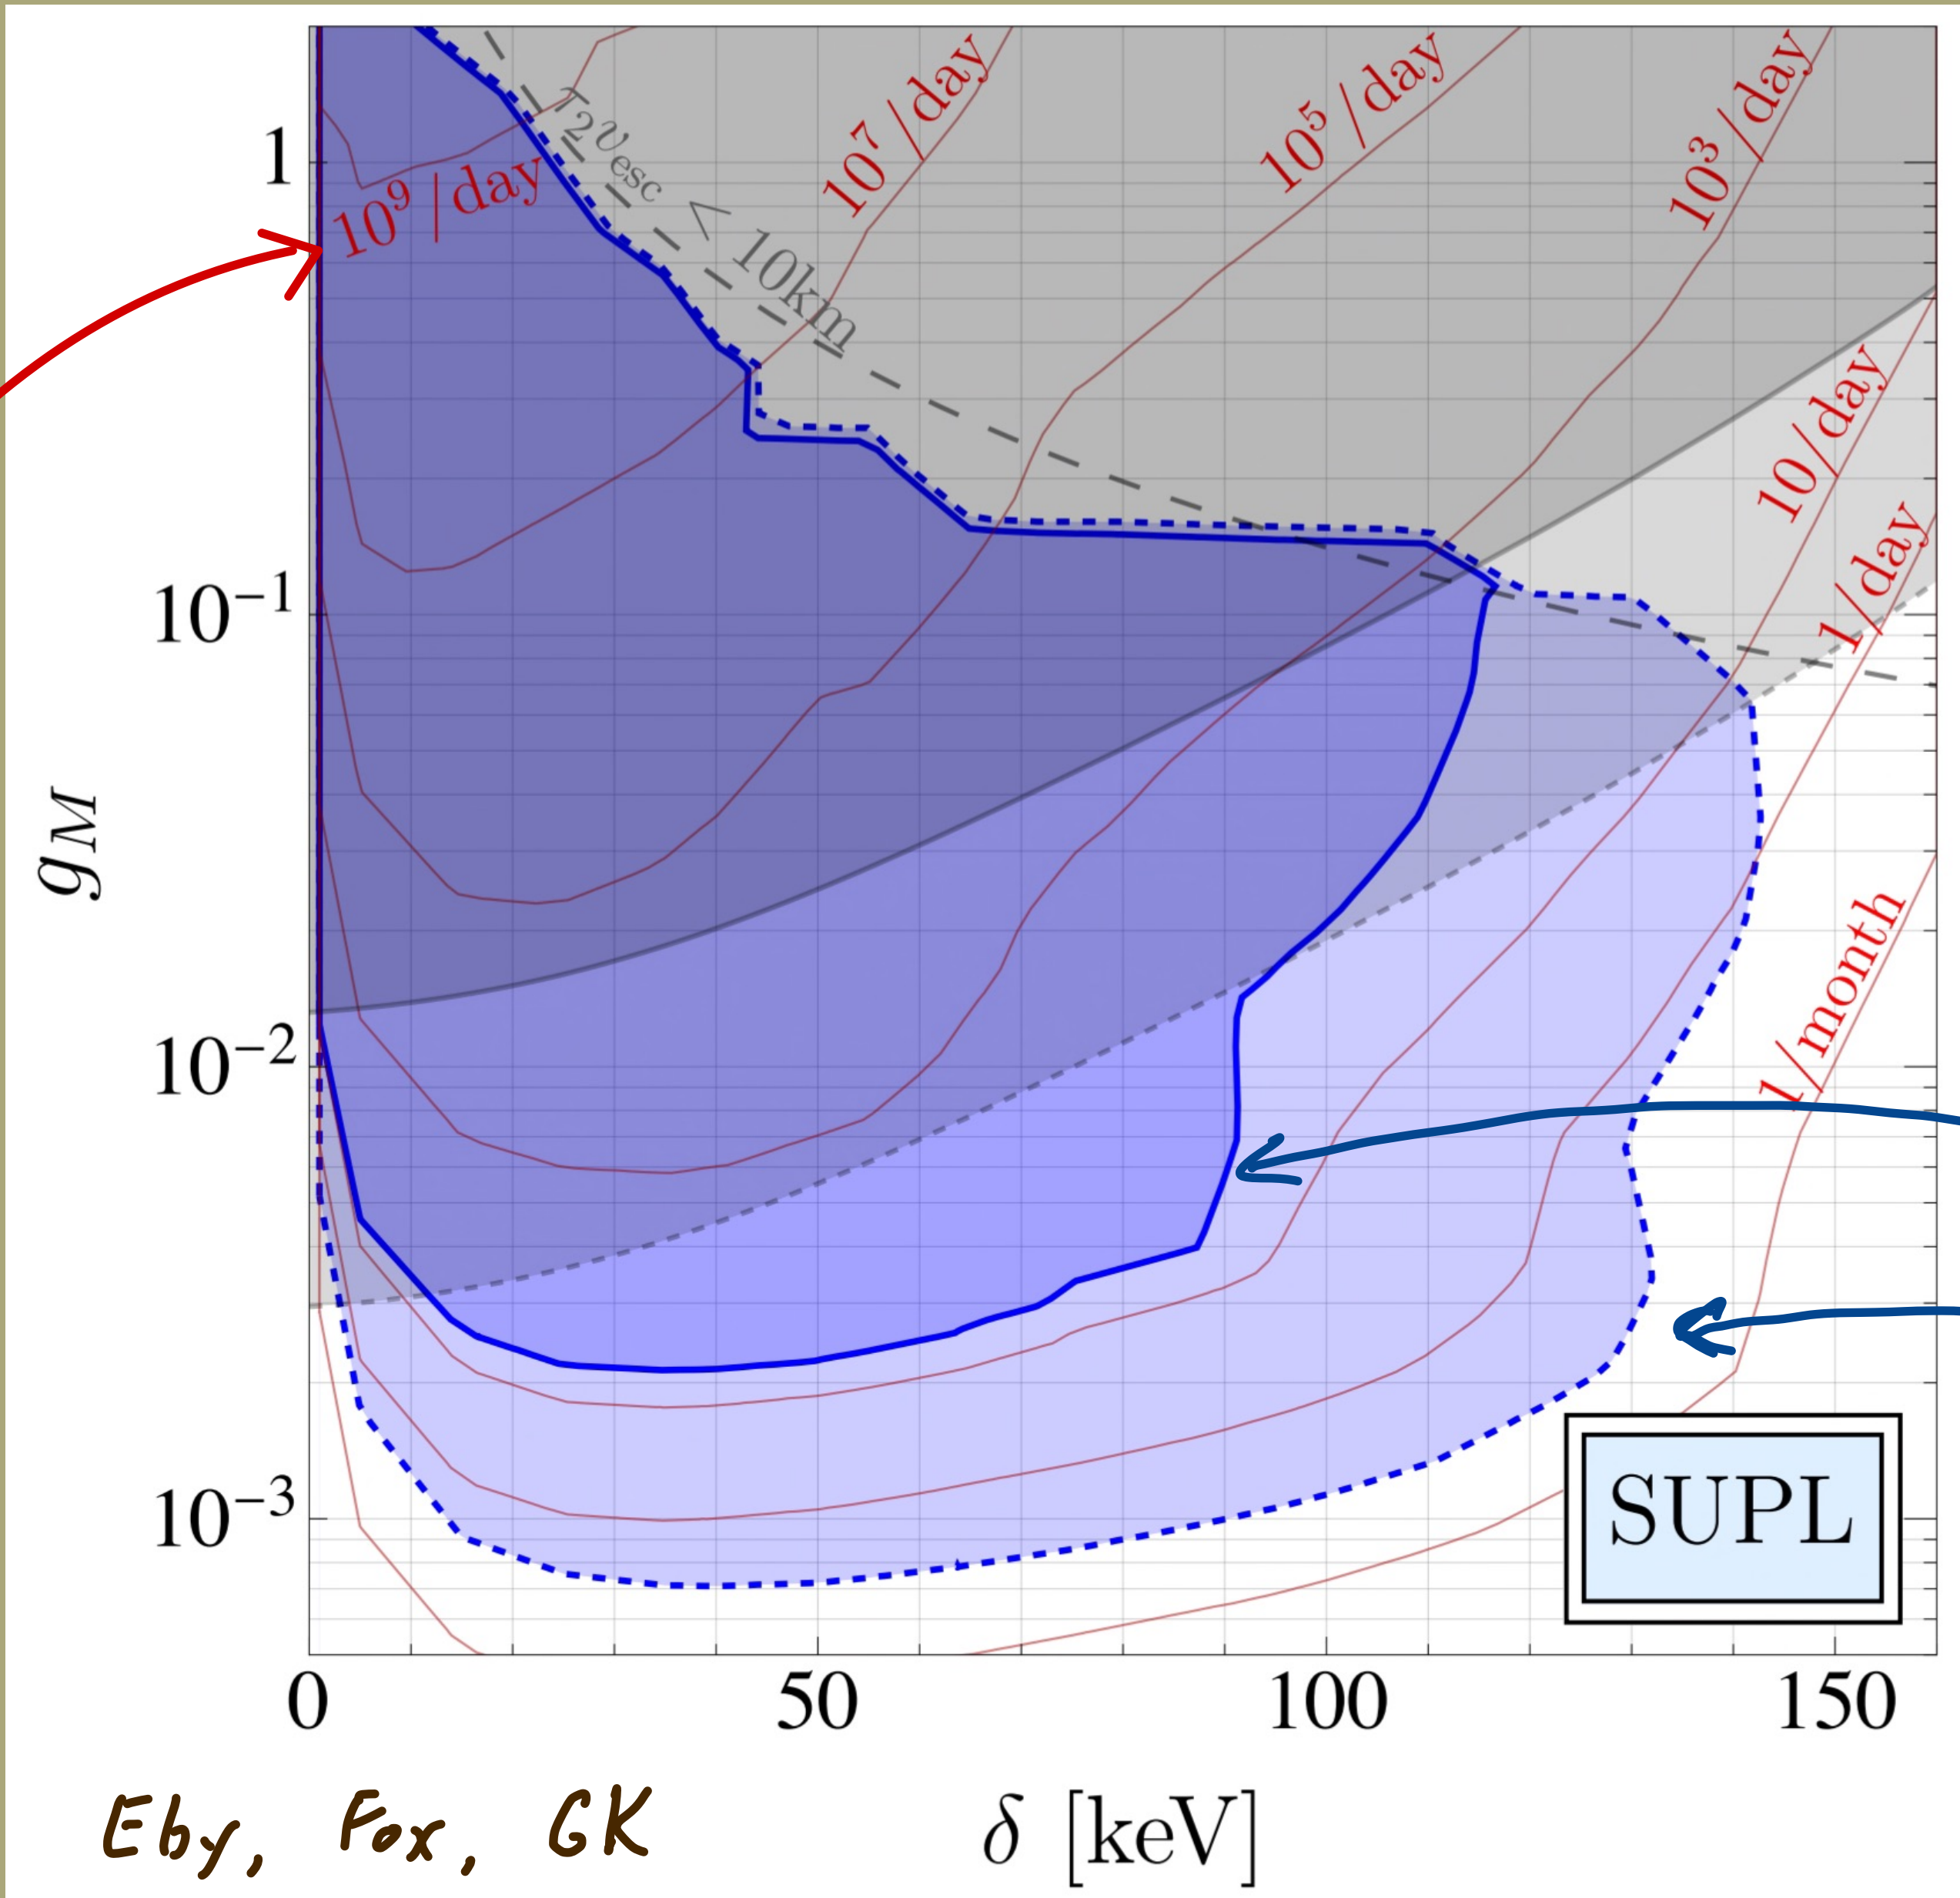 τ₂v_esc < 10km
10⁹/day
10⁷/day
10⁵/day
10³/day
10/day
1/day
1/month
1
10⁻¹
10⁻²
10⁻³
g_M
SUPL
0 50 100 150
δ [keV]
Eby, Fox, GK